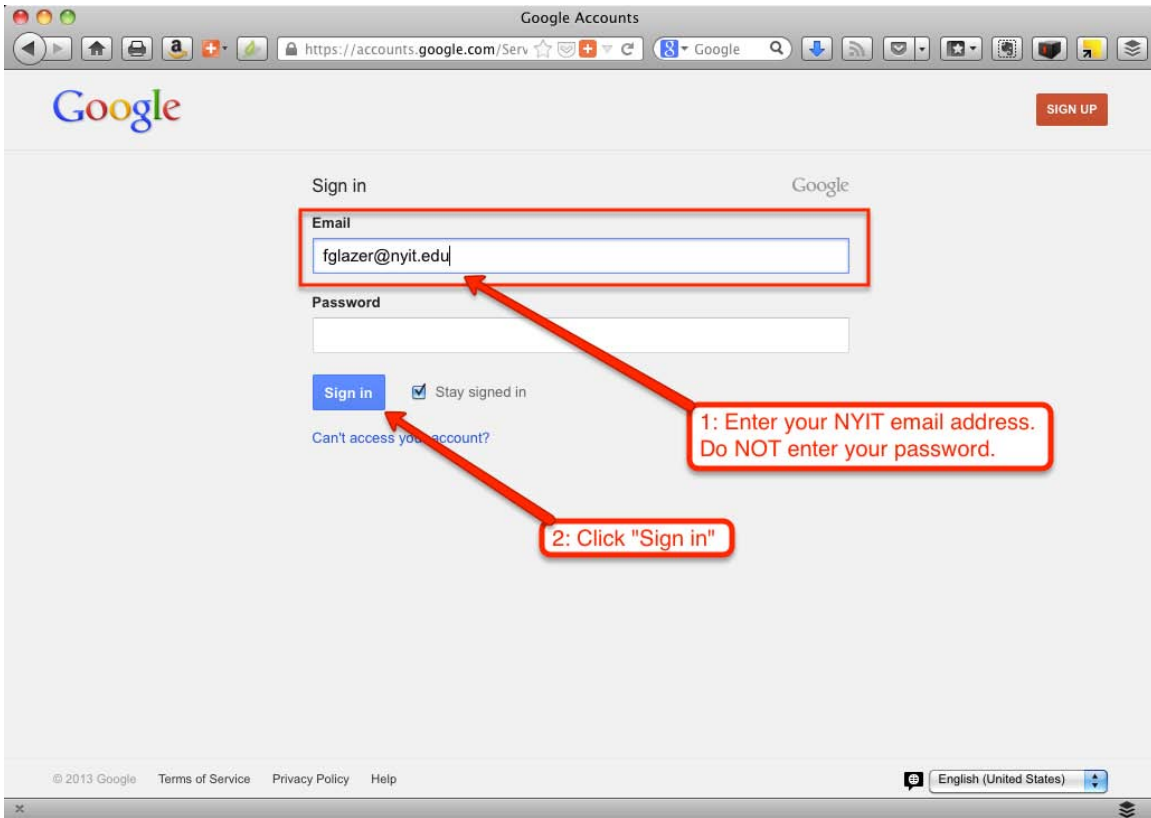 Google Accounts
https://accounts.google.com/Serv
Google
Google
SIGN UP
Sign in
Google
Email
fglazer@nyit.edu
Password
Sign in
Stay signed in
1: Enter your NYIT email address.
Do NOT enter your password.
Can't access your account?
2: Click "Sign in"
© 2013 Google
Terms of Service
Privacy Policy
Help
English (United States)